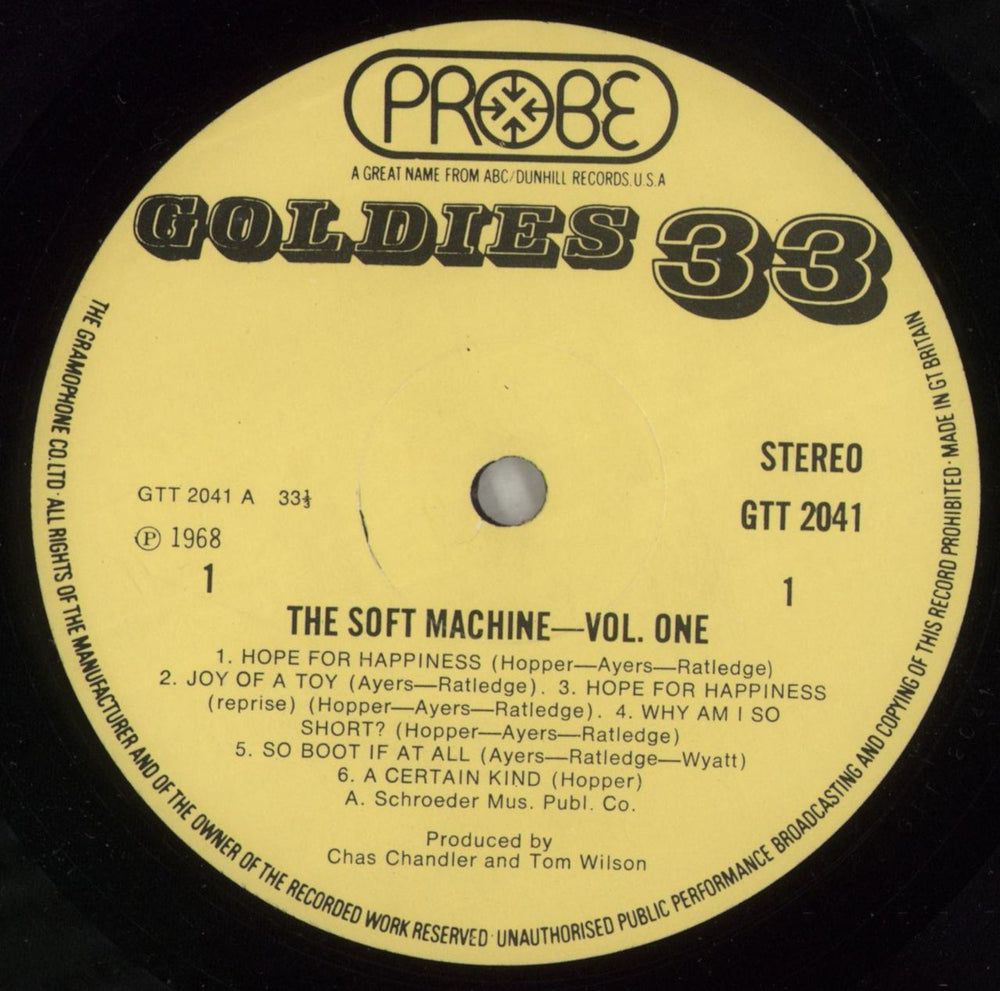 PROBE
A GREAT NAME FROM ABC/DUNHILL RECORDS.U.S.A
GOLDIES 33
STEREO
GTT 2041 A 33⅓
GTT 2041
℗ 1968
1
1
THE SOFT MACHINE—VOL. ONE
1. HOPE FOR HAPPINESS (Hopper—Ayers—Ratledge)
2. JOY OF A TOY (Ayers—Ratledge). 3. HOPE FOR HAPPINESS
(reprise) (Hopper—Ayers—Ratledge). 4. WHY AM I SO
SHORT? (Hopper—Ayers—Ratledge)
5. SO BOOT IF AT ALL (Ayers—Ratledge—Wyatt)
6. A CERTAIN KIND (Hopper)
A. Schroeder Mus. Publ. Co.
Produced by
Chas Chandler and Tom Wilson
THE GRAMOPHONE CO.LTD · ALL RIGHTS OF THE MANUFACTURER AND OF THE OWNER OF THE RECORDED WORK RESERVED · UNAUTHORISED PUBLIC PERFORMANCE BROADCASTING AND COPYING OF THIS RECORD PROHIBITED · MADE IN GT BRITAIN